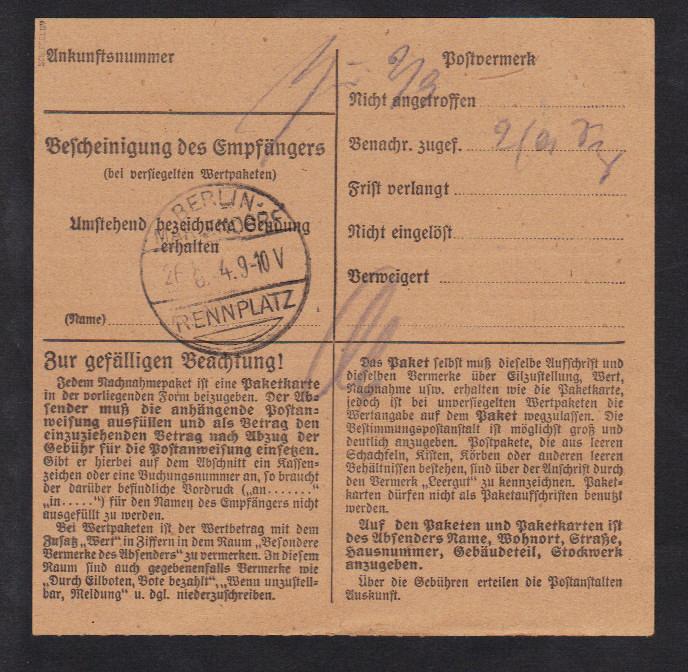 Ankunftsnummer
Bescheinigung des Empfängers
(bei versiegelten Wertpaketen)
Umstehend bezeichnete Sendung
erhalten
(Name)
BERLIN-
MARIENDORF
26. 8. 4. 9-10 V
RENNPLATZ
Postvermerk
Nicht angetroffen
Benachr. zugef.
Frist verlangt
Nicht eingelöst
Verweigert
Zur gefälligen Beachtung!
Jedem Nachnahmepaket ist eine Paketkarte
in der vorliegenden Form beizugeben. Der Ab-
sender muß die anhängende Postan-
weisung ausfüllen und als Betrag den
einzuziehenden Betrag nach Abzug der
Gebühr für die Postanweisung einsetzen.
Gibt er hierbei auf dem Abschnitt ein Kassen-
zeichen oder eine Buchungsnummer an, so braucht
der darüber befindliche Vordruck („an.......“
„in.....“) für den Namen des Empfängers nicht
ausgefüllt zu werden.
Bei Wertpaketen ist der Wertbetrag mit dem
Zusatz „Wert“ in Ziffern in dem Raum „Besondere
Vermerke des Absenders“ zu vermerken. In diesem
Raum sind auch gegebenenfalls Vermerke wie
„Durch Eilboten, Bote bezahlt“, „Wenn unzustell-
bar, Meldung“ u. dgl. niederzuschreiben.
Das Paket selbst muß dieselbe Aufschrift und
dieselben Vermerke über Eilzustellung, Wert,
Nachnahme usw. erhalten wie die Paketkarte,
jedoch ist bei unversiegelten Wertpaketen die
Wertangabe auf dem Paket wegzulassen. Die
Bestimmungspostanstalt ist möglichst groß und
deutlich anzugeben. Postpakete, die aus leeren
Schachteln, Kisten, Körben oder anderen leeren
Behältnissen bestehen, sind über der Anschrift durch
den Vermerk „Leergut“ zu kennzeichnen. Paket-
karten dürfen nicht als Paketaufschriften benutzt
werden.
Auf den Paketen und Paketkarten ist
des Absenders Name, Wohnort, Straße,
Hausnummer, Gebäudeteil, Stockwerk
anzugeben.
Über die Gebühren erteilen die Postanstalten
Auskunft.